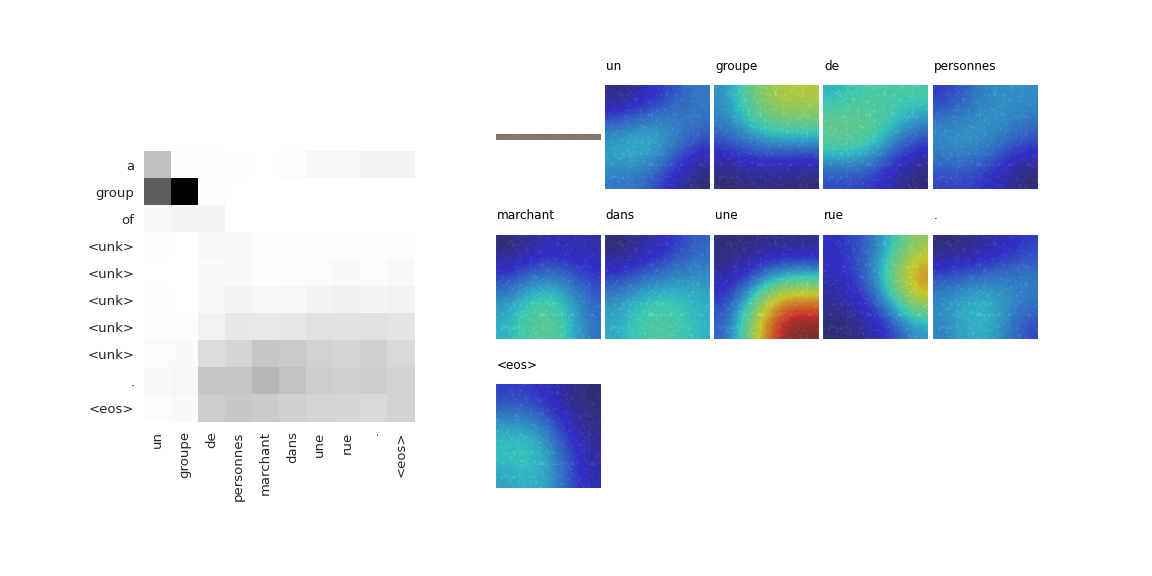 a
group
of
<unk>
<unk>
<unk>
<unk>
<unk>
.
<eos>
un
groupe
de
personnes
marchant
dans
une
rue
.
<eos>
un groupe de personnes
marchant dans une rue .
<eos>